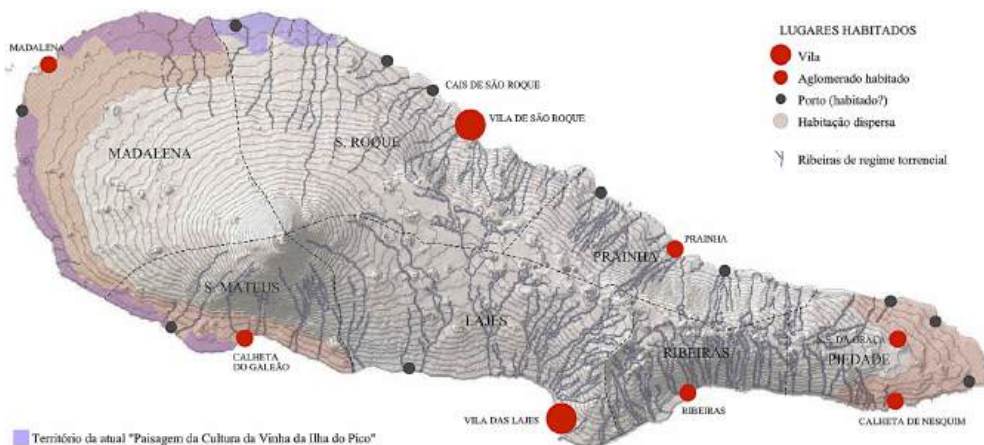 LUGARES HABITADOS
Vila
Aglomerado habitado
Porto (habitado?)
Habitação dispersa
Ribeiras de regime torrencial
MADALENA
CAIS DE SÃO ROQUE
VILA DE SÃO ROQUE
S. ROQUE
MADALENA
PRAINHA
PRAINHA
S. MATEUS
LAJES
S.S. DA GRAÇA
RIBEIRAS
PIEDADE
CALHETA
DO GALEÃO
RIBEIRAS
CALHETA DE NESQUIM
VILA DAS LAJES
Território da atual "Paisagem da Cultura da Vinha da Ilha do Pico"